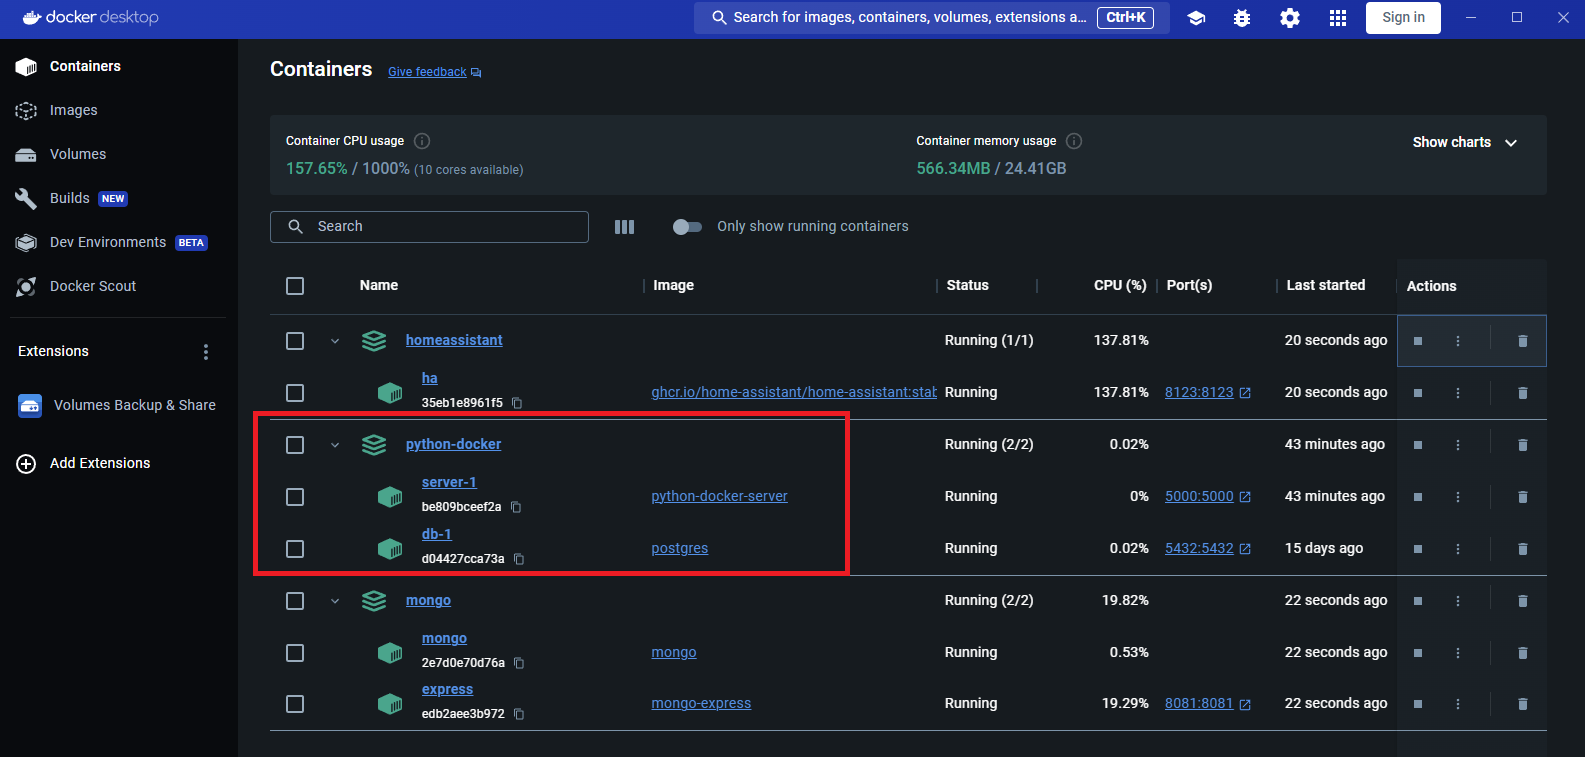 docker desktop
Search for images, containers, volumes, extensions a... Ctrl+K
Sign in
Containers
Images
Volumes
Builds NEW
Dev Environments BETA
Docker Scout
Extensions
Volumes Backup & Share
Add Extensions
Containers Give feedback
Container CPU usage
157.65% / 1000% (10 cores available)
Container memory usage
566.34MB / 24.41GB
Show charts
Search
Only show running containers
Name Image Status CPU (%) Port(s) Last started Actions
homeassistant Running (1/1) 137.81% 20 seconds ago
ha
35eb1e8961f5 ghcr.io/home-assistant/home-assistant:stab Running 137.81% 8123:8123 20 seconds ago
python-docker Running (2/2) 0.02% 43 minutes ago
server-1
be809bceef2a python-docker-server Running 0% 5000:5000 43 minutes ago
db-1
d04427cca73a postgres Running 0.02% 5432:5432 15 days ago
mongo Running (2/2) 19.82% 22 seconds ago
mongo
2e7d0e70d76a mongo Running 0.53% 22 seconds ago
express
edb2aee3b972 mongo-express Running 19.29% 8081:8081 22 seconds ago